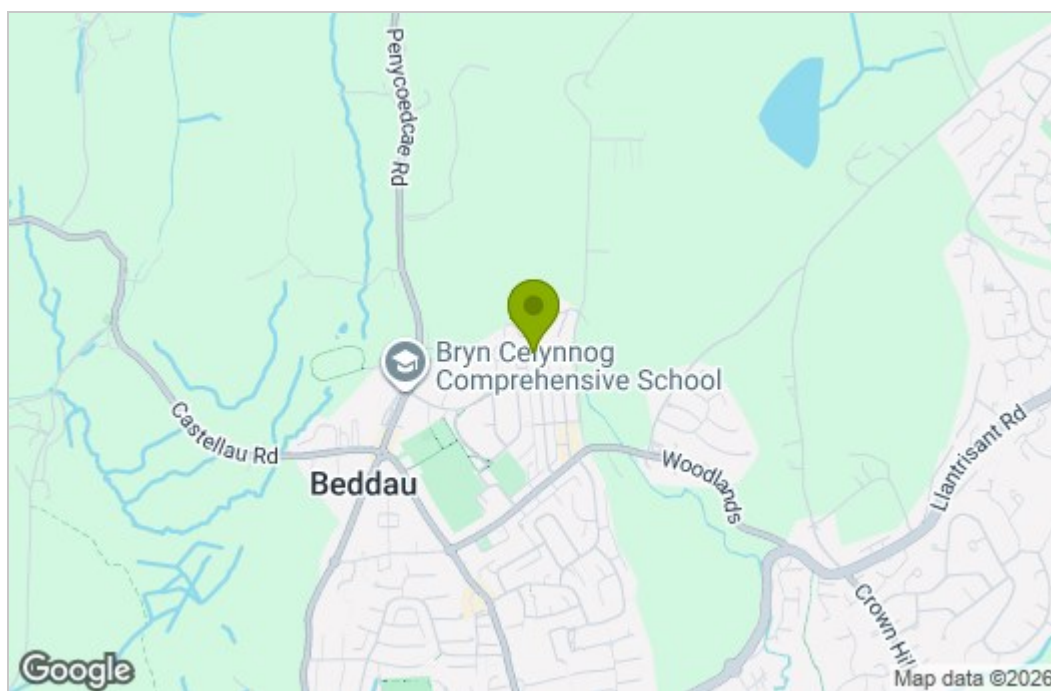 Penycoedcae Rd
Bryn Celynnog
Comprehensive School
Castellau Rd
Beddau
Woodlands
Llantrisant Rd
Crown Hill
Google
Map data ©2026